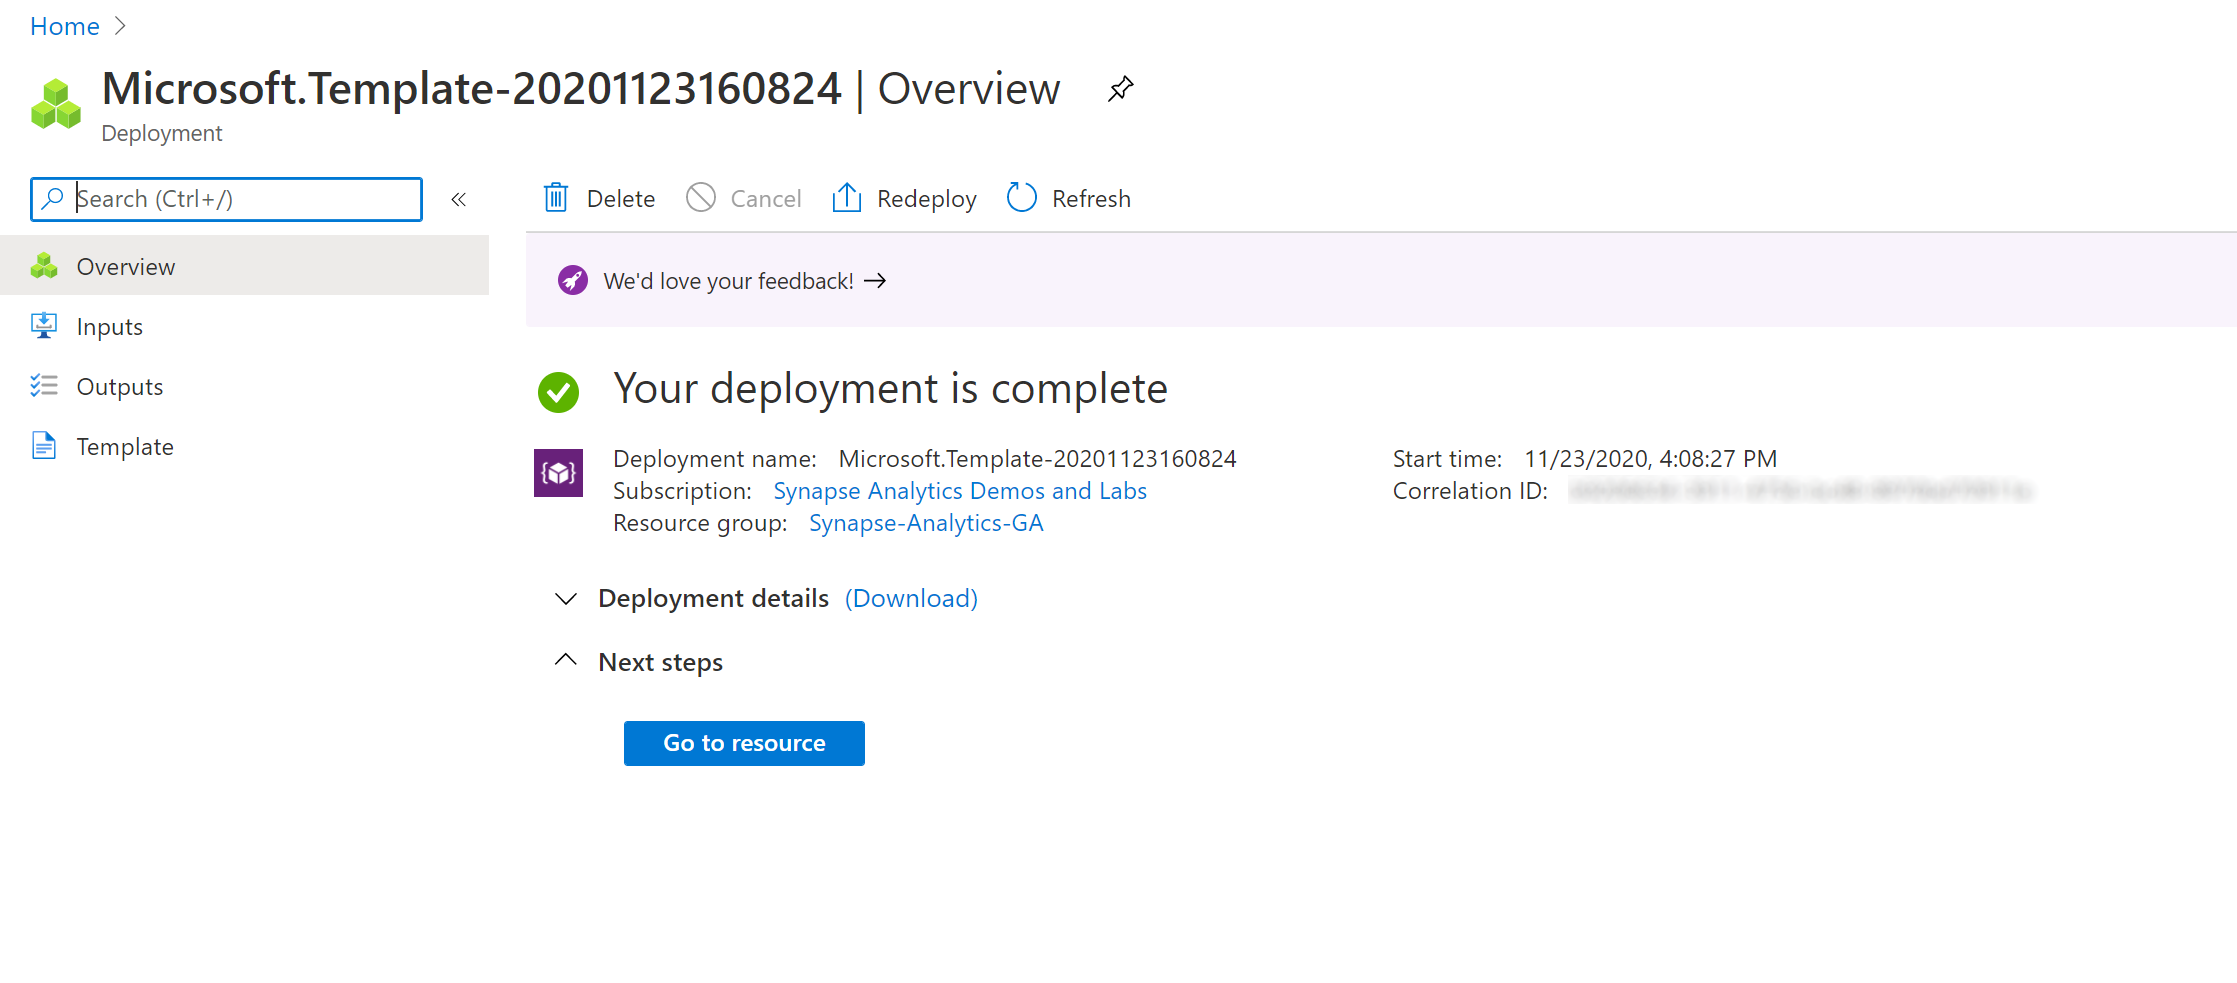 Home
Microsoft.Template-20201123160824 | Overview
Deployment
Search (Ctrl+/)
Delete Cancel Redeploy Refresh
Overview
Inputs
Outputs
Template
We'd love your feedback!
Your deployment is complete
Deployment name: Microsoft.Template-20201123160824
Subscription: Synapse Analytics Demos and Labs
Resource group: Synapse-Analytics-GA
Start time: 11/23/2020, 4:08:27 PM
Correlation ID:
Deployment details (Download)
Next steps
Go to resource